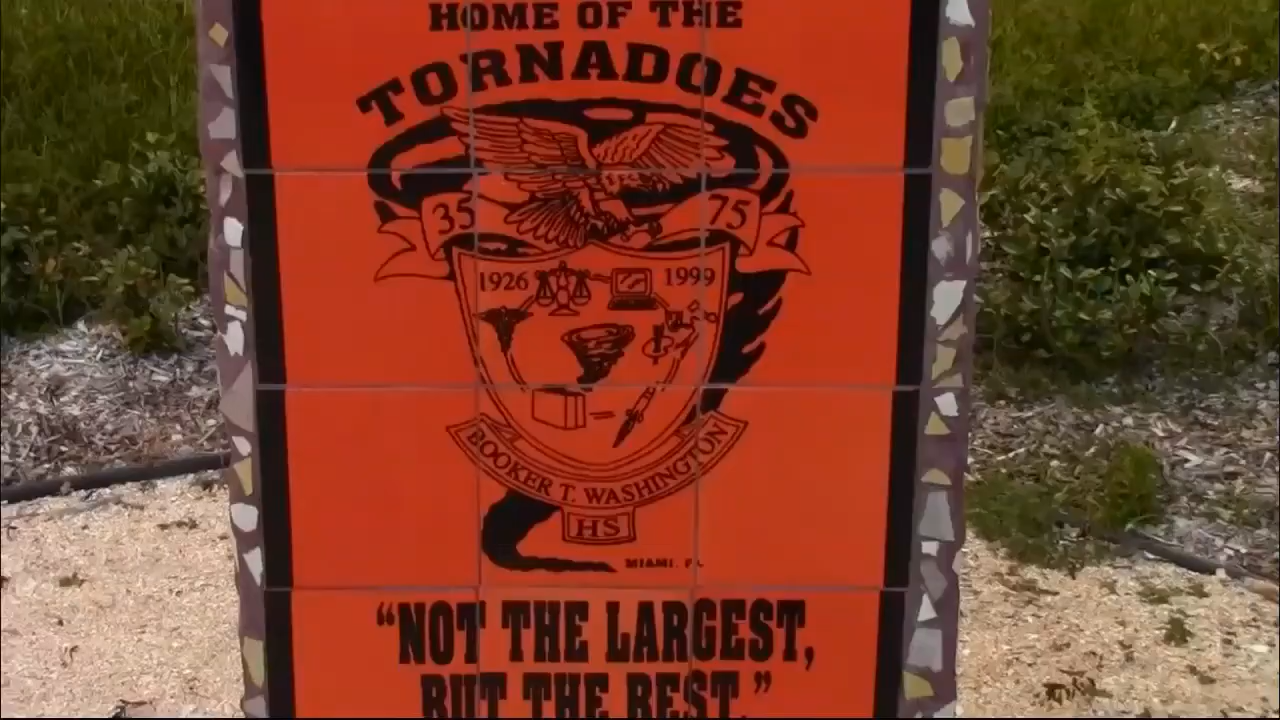 HOME OF THE
TORNADOES
35 75
1926 1999
BOOKER T. WASHINGTON
HS
MIAMI, FL
"NOT THE LARGEST,
BUT THE BEST."